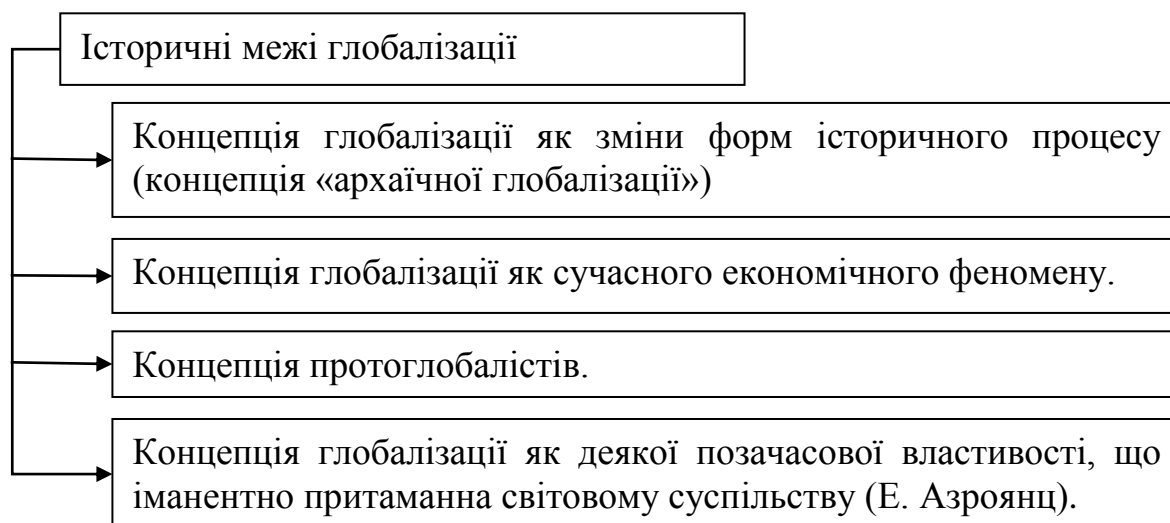 Історичні межі глобалізації
Концепція глобалізації як зміни форм історичного процесу
(концепція «архаїчної глобалізації»)
Концепція глобалізації як сучасного економічного феномену.
Концепція протоглобалістів.
Концепція глобалізації як деякої позачасової властивості, що
іманентно притаманна світовому суспільству (Е. Азроянц).